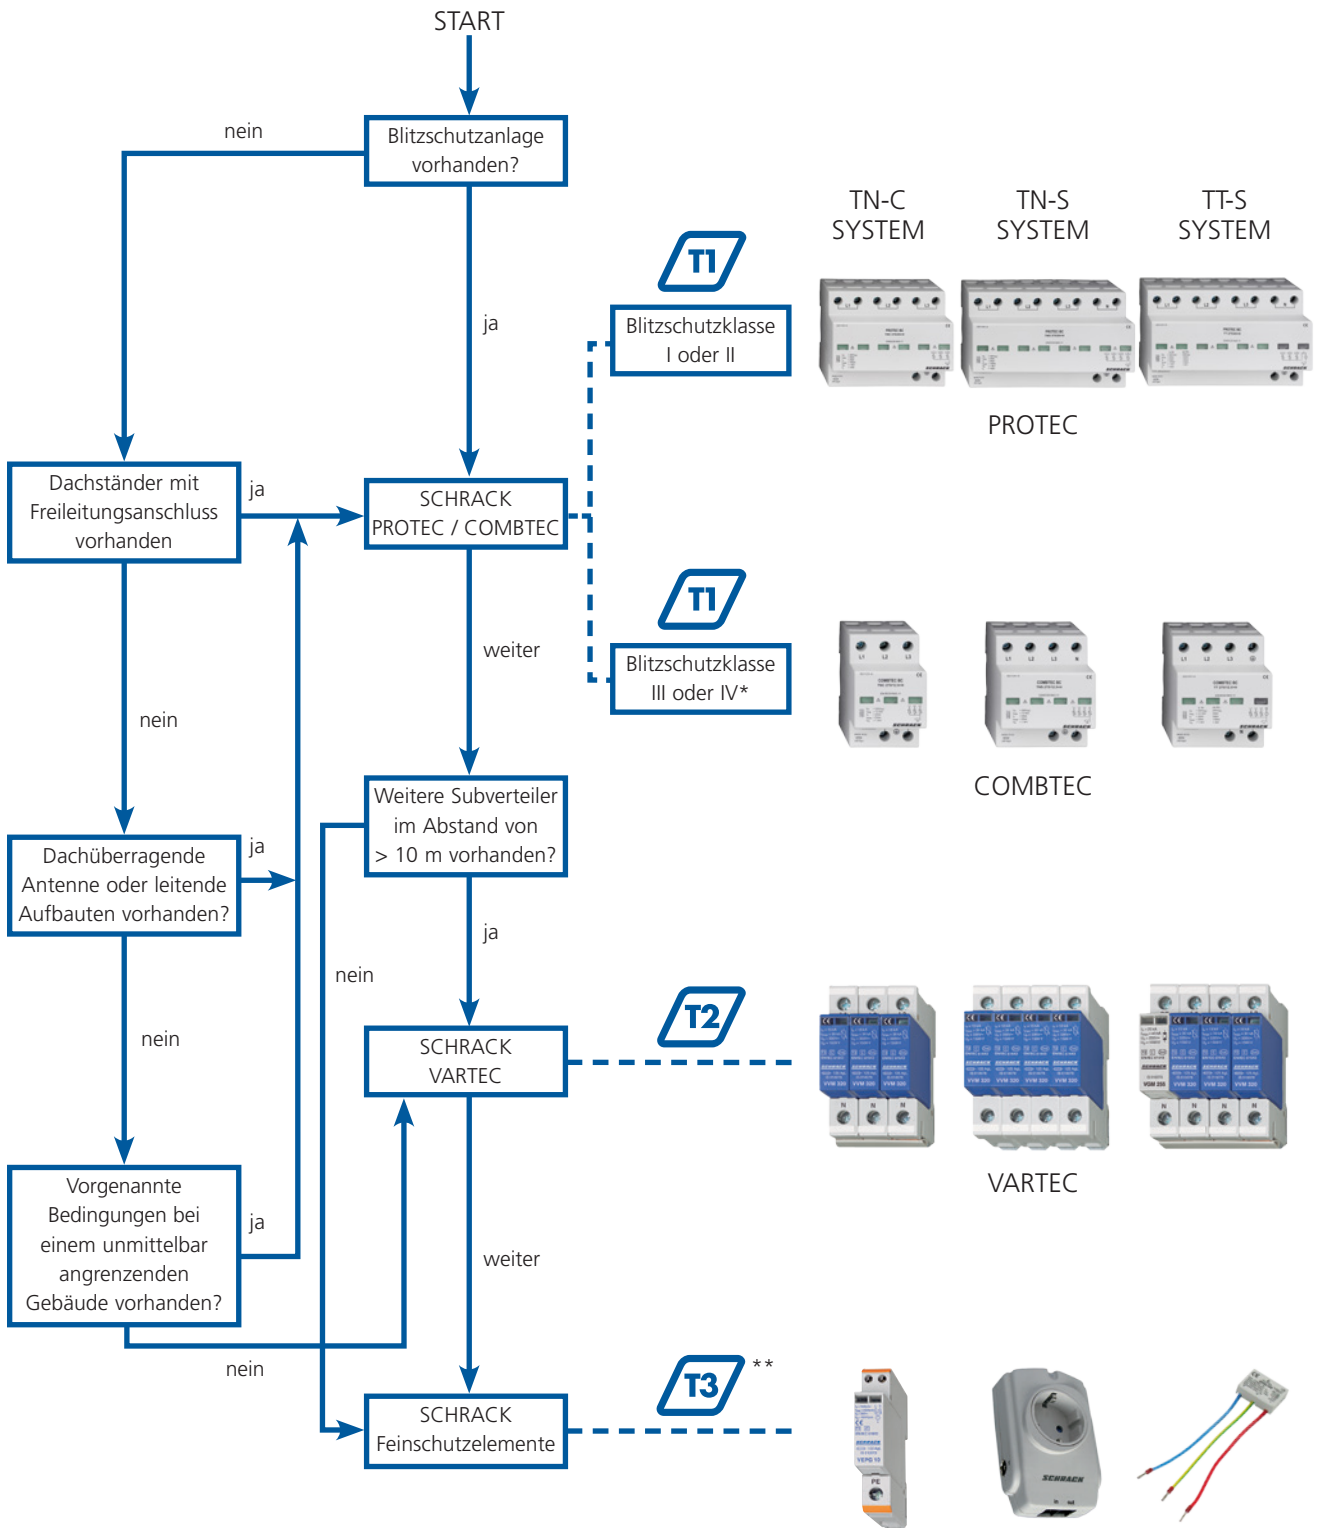 START
nein
Blitzschutzanlage
vorhanden?
TN-C
SYSTEM
TN-S
SYSTEM
TT-S
SYSTEM
T1
ja
Blitzschutzklasse
I oder II
PROTEC
Dachständer mit
Freileitungsanschluss
vorhanden
ja
SCHRACK
PROTEC / COMBTEC
T1
weiter
Blitzschutzklasse
III oder IV*
nein
COMBTEC
Weitere Subverteiler
im Abstand von
> 10 m vorhanden?
Dachüberragende
Antenne oder leitende
Aufbauten vorhanden?
ja
ja
nein
T2
nein
SCHRACK
VARTEC
VARTEC
Vorgenannte
Bedingungen bei
einem unmittelbar
angrenzenden
Gebäude vorhanden?
ja
weiter
nein
T3 **
SCHRACK
Feinschutzelemente
PE
SCHRACK